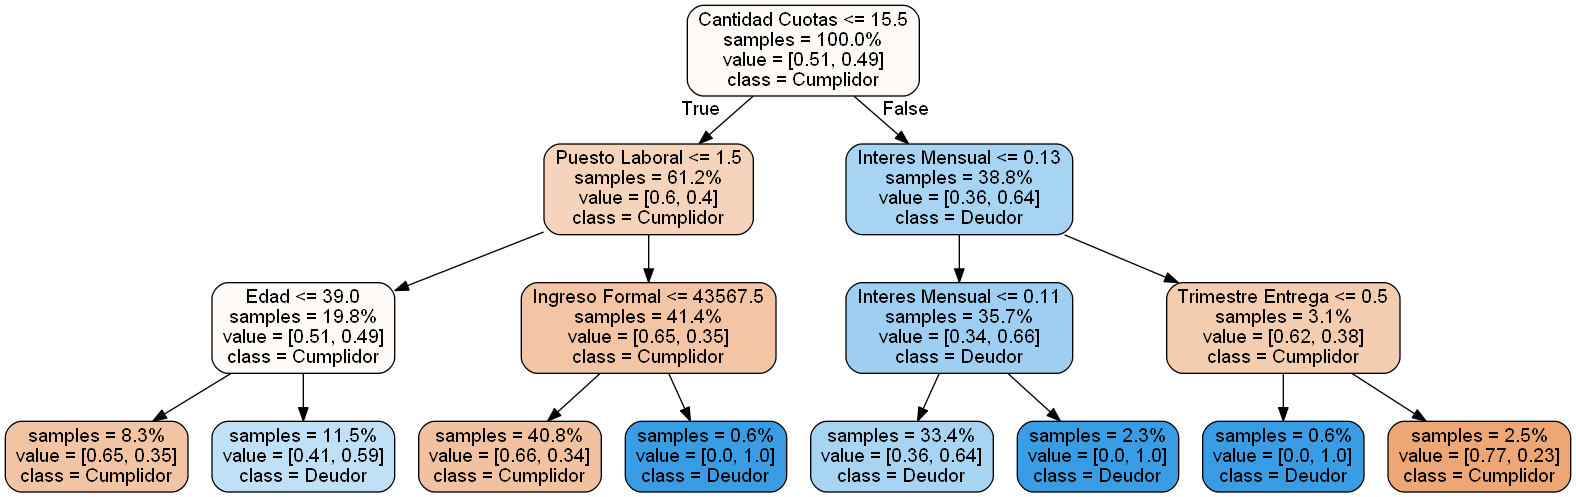 Cantidad Cuotas <= 15.5
samples = 100.0%
value = [0.51, 0.49]
class = Cumplidor
True
False
Puesto Laboral <= 1.5
samples = 61.2%
value = [0.6, 0.4]
class = Cumplidor
Interes Mensual <= 0.13
samples = 38.8%
value = [0.36, 0.64]
class = Deudor
Edad <= 39.0
samples = 19.8%
value = [0.51, 0.49]
class = Cumplidor
Ingreso Formal <= 43567.5
samples = 41.4%
value = [0.65, 0.35]
class = Cumplidor
Interes Mensual <= 0.11
samples = 35.7%
value = [0.34, 0.66]
class = Deudor
Trimestre Entrega <= 0.5
samples = 3.1%
value = [0.62, 0.38]
class = Cumplidor
samples = 8.3%
value = [0.65, 0.35]
class = Cumplidor
samples = 11.5%
value = [0.41, 0.59]
class = Deudor
samples = 40.8%
value = [0.66, 0.34]
class = Cumplidor
samples = 0.6%
value = [0.0, 1.0]
class = Deudor
samples = 33.4%
value = [0.36, 0.64]
class = Deudor
samples = 2.3%
value = [0.0, 1.0]
class = Deudor
samples = 0.6%
value = [0.0, 1.0]
class = Deudor
samples = 2.5%
value = [0.77, 0.23]
class = Cumplidor